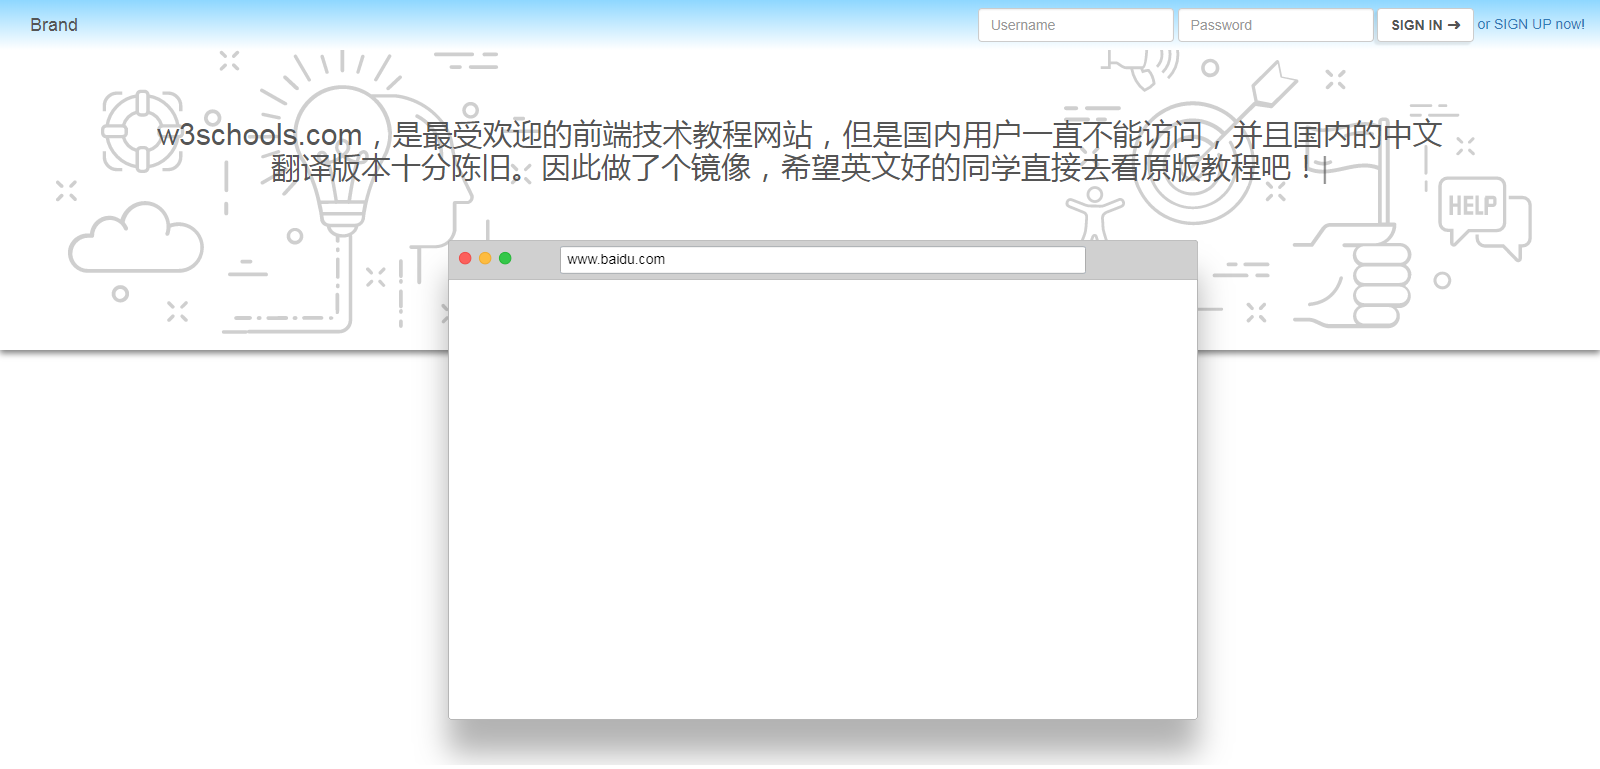 Brand
Username
Password
SIGN IN ➔
or SIGN UP now!
w3schools.com，是最受欢迎的前端技术教程网站，但是国内用户一直不能访问，并且国内的中文
翻译版本十分陈旧。因此做了个镜像，希望英文好的同学直接去看原版教程吧！|
HELP
www.baidu.com